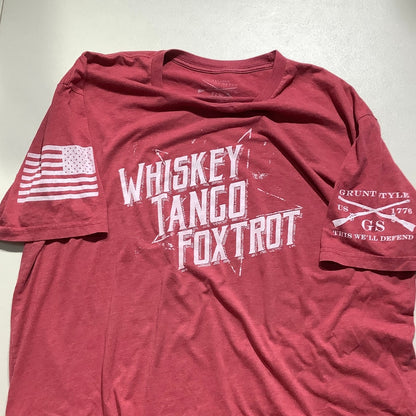 WHISKEY
TANGO
FOXTROT
GRUNT STYLE
US 1776
GS
THIS WE'LL DEFEND